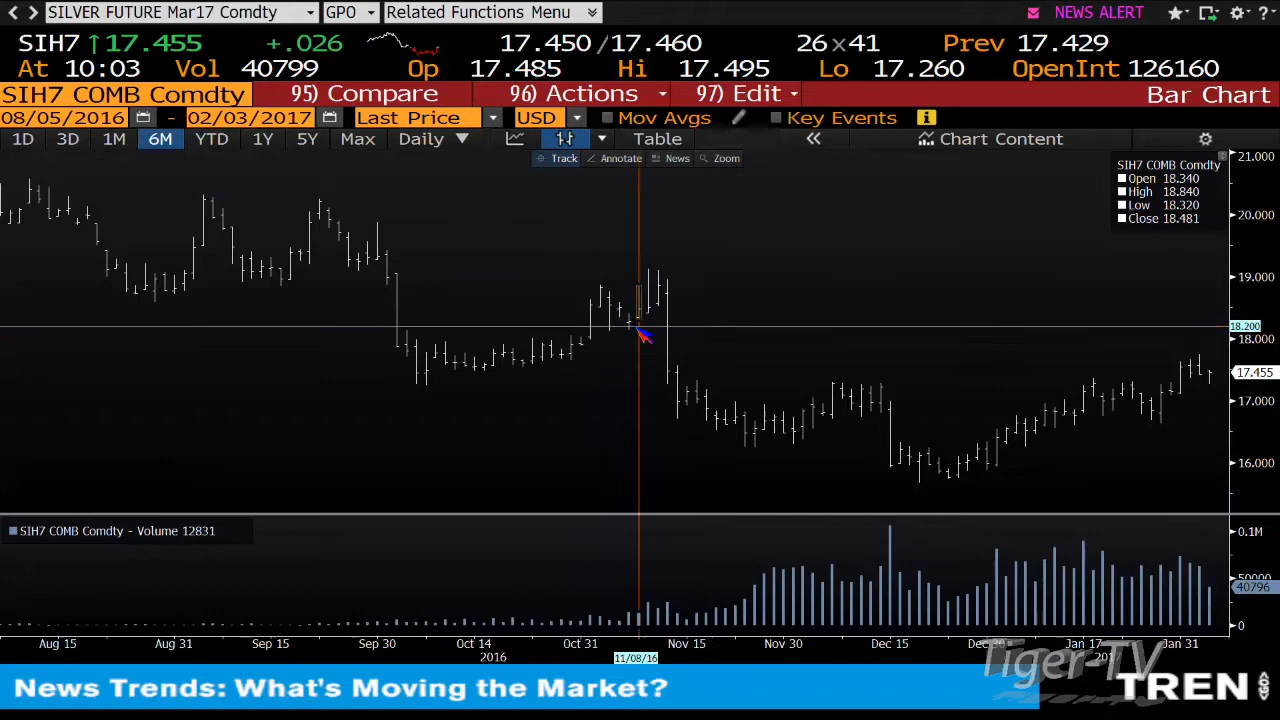 SILVER FUTURE Mar17 Comdty GPO Related Functions Menu NEWS ALERT ?
SIH7 ↑17.455 +.026 17.450 / 17.460 26 x 41 Prev 17.429
At 10:03 Vol 40799 Op 17.485 Hi 17.495 Lo 17.260 OpenInt 126160
SIH7 COMB Comdty 95) Compare 96) Actions 97) Edit Bar Chart
08/05/2016 - 02/03/2017 Last Price USD Mov Avgs Key Events
1D 3D 1M 6M YTD 1Y 5Y Max Daily Table Chart Content
Track Annotate News Zoom
SIH7 COMB Comdty
Open 18.340
High 18.840
Low 18.320
Close 18.481
21.000
20.000
19.000
18.200
18.000
17.455
17.000
16.000
SIH7 COMB Comdty - Volume 12831
0.1M
50000
40796
0
Aug 15 Aug 31 Sep 15 Sep 30 Oct 14 Oct 31 Nov 15 Nov 30 Dec 15 Dec 30 Jan 17 Jan 31
2016 11/08/16 2017
Tiger-TV
News Trends: What's Moving the Market? TREN